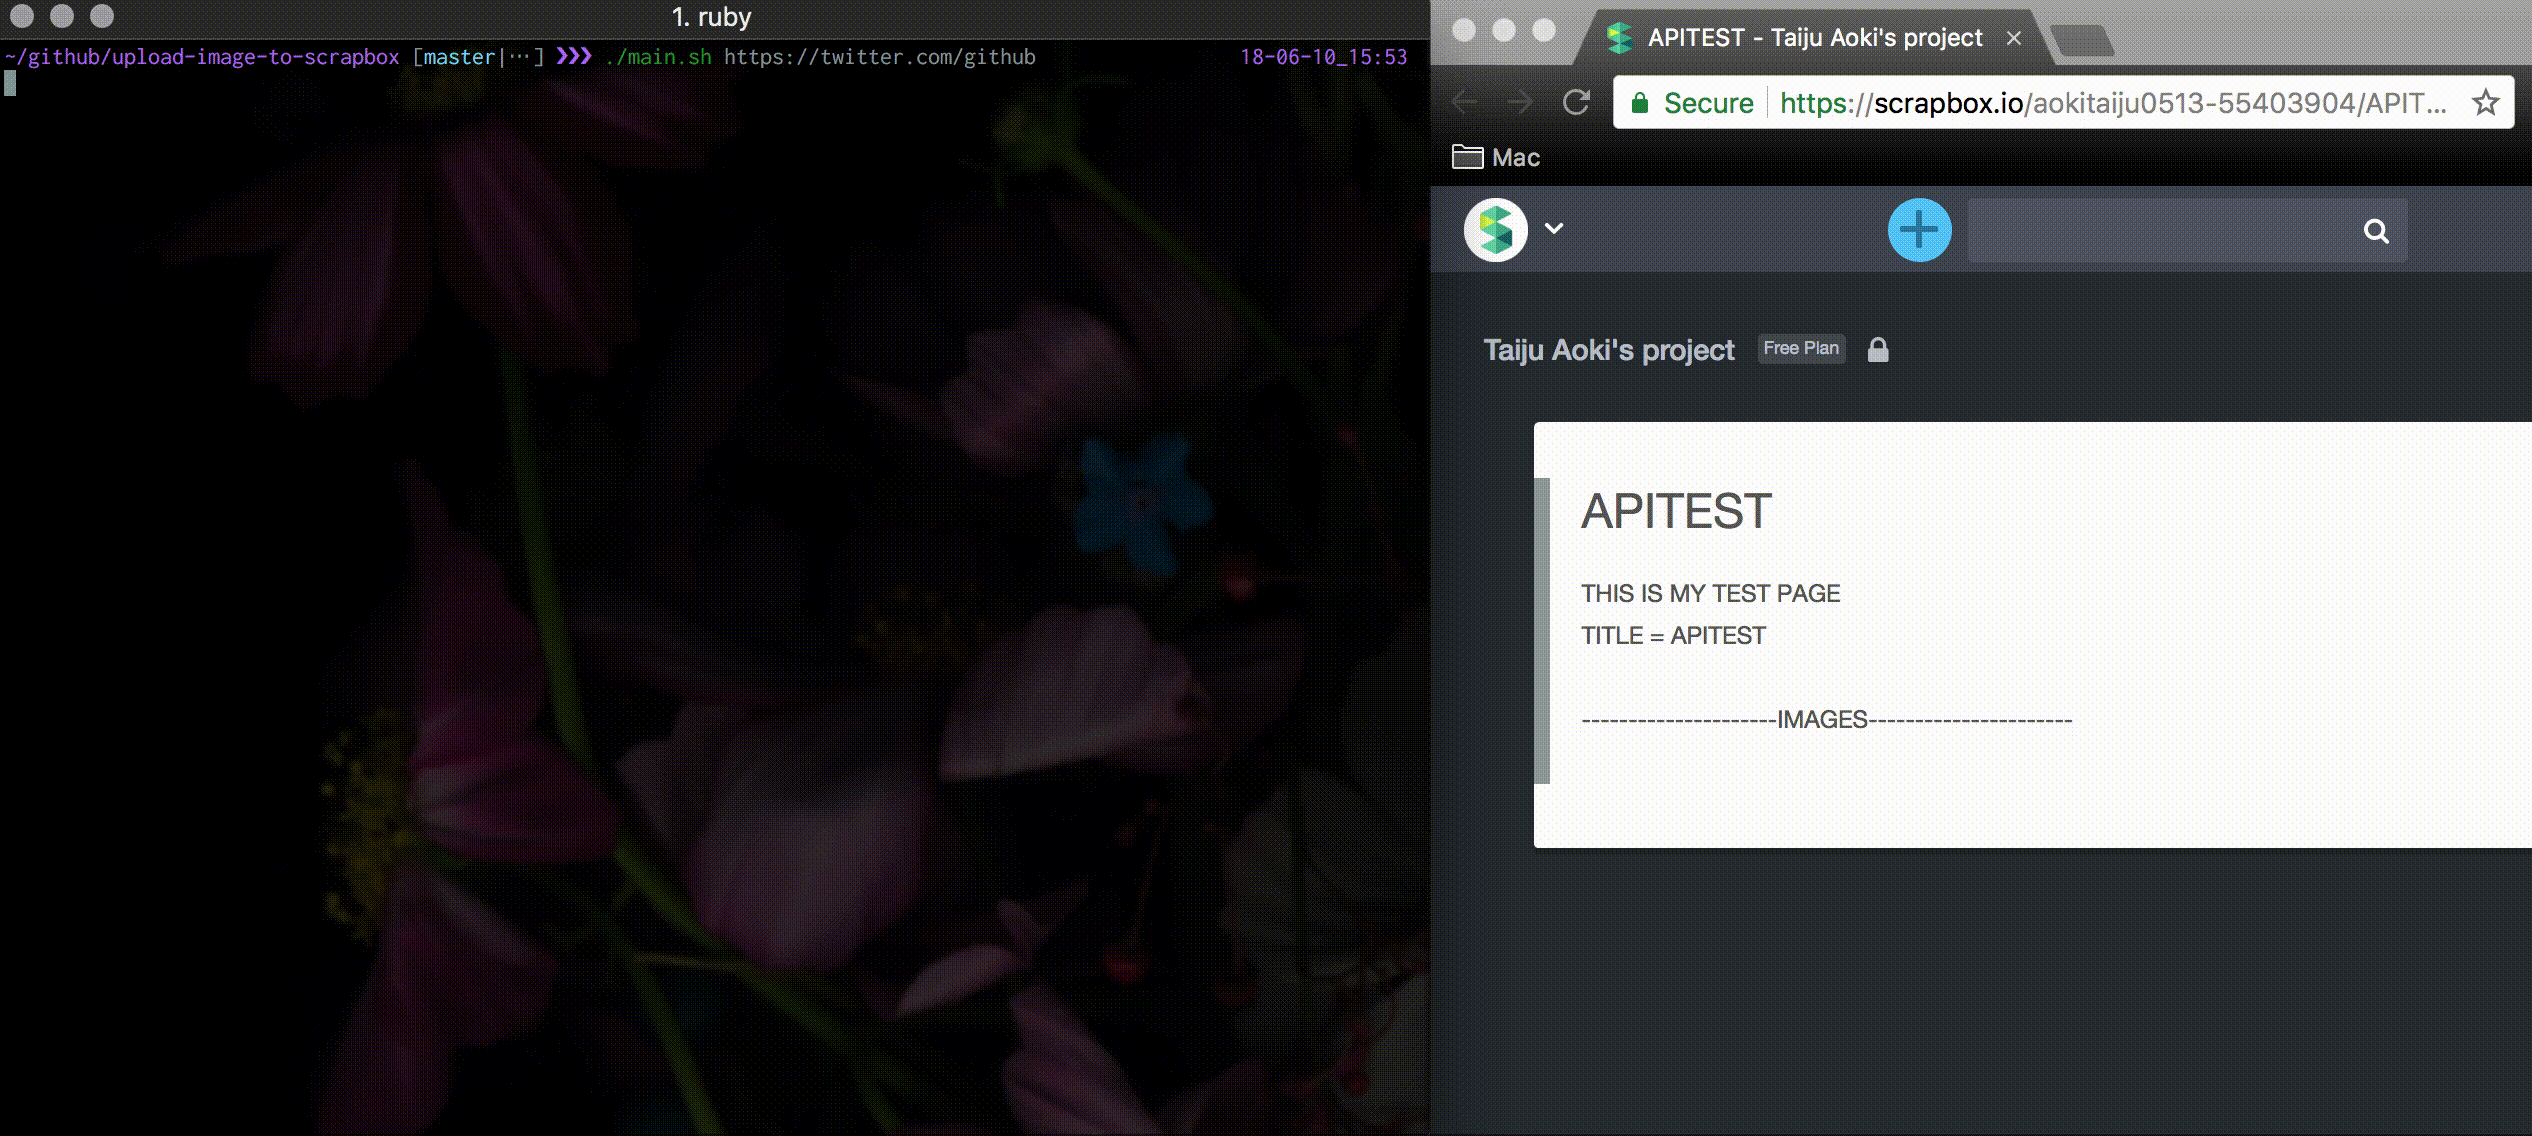 1. ruby
~/github/upload-image-to-scrapbox [master|…] ❯❯❯ ./main.sh https://twitter.com/github 18-06-10_15:53
APITEST - Taiju Aoki's project ×
Secure https://scrapbox.io/aokitaiju0513-55403904/APIT...
Mac
Taiju Aoki's project Free Plan
APITEST
THIS IS MY TEST PAGE
TITLE = APITEST
---------------------IMAGES----------------------